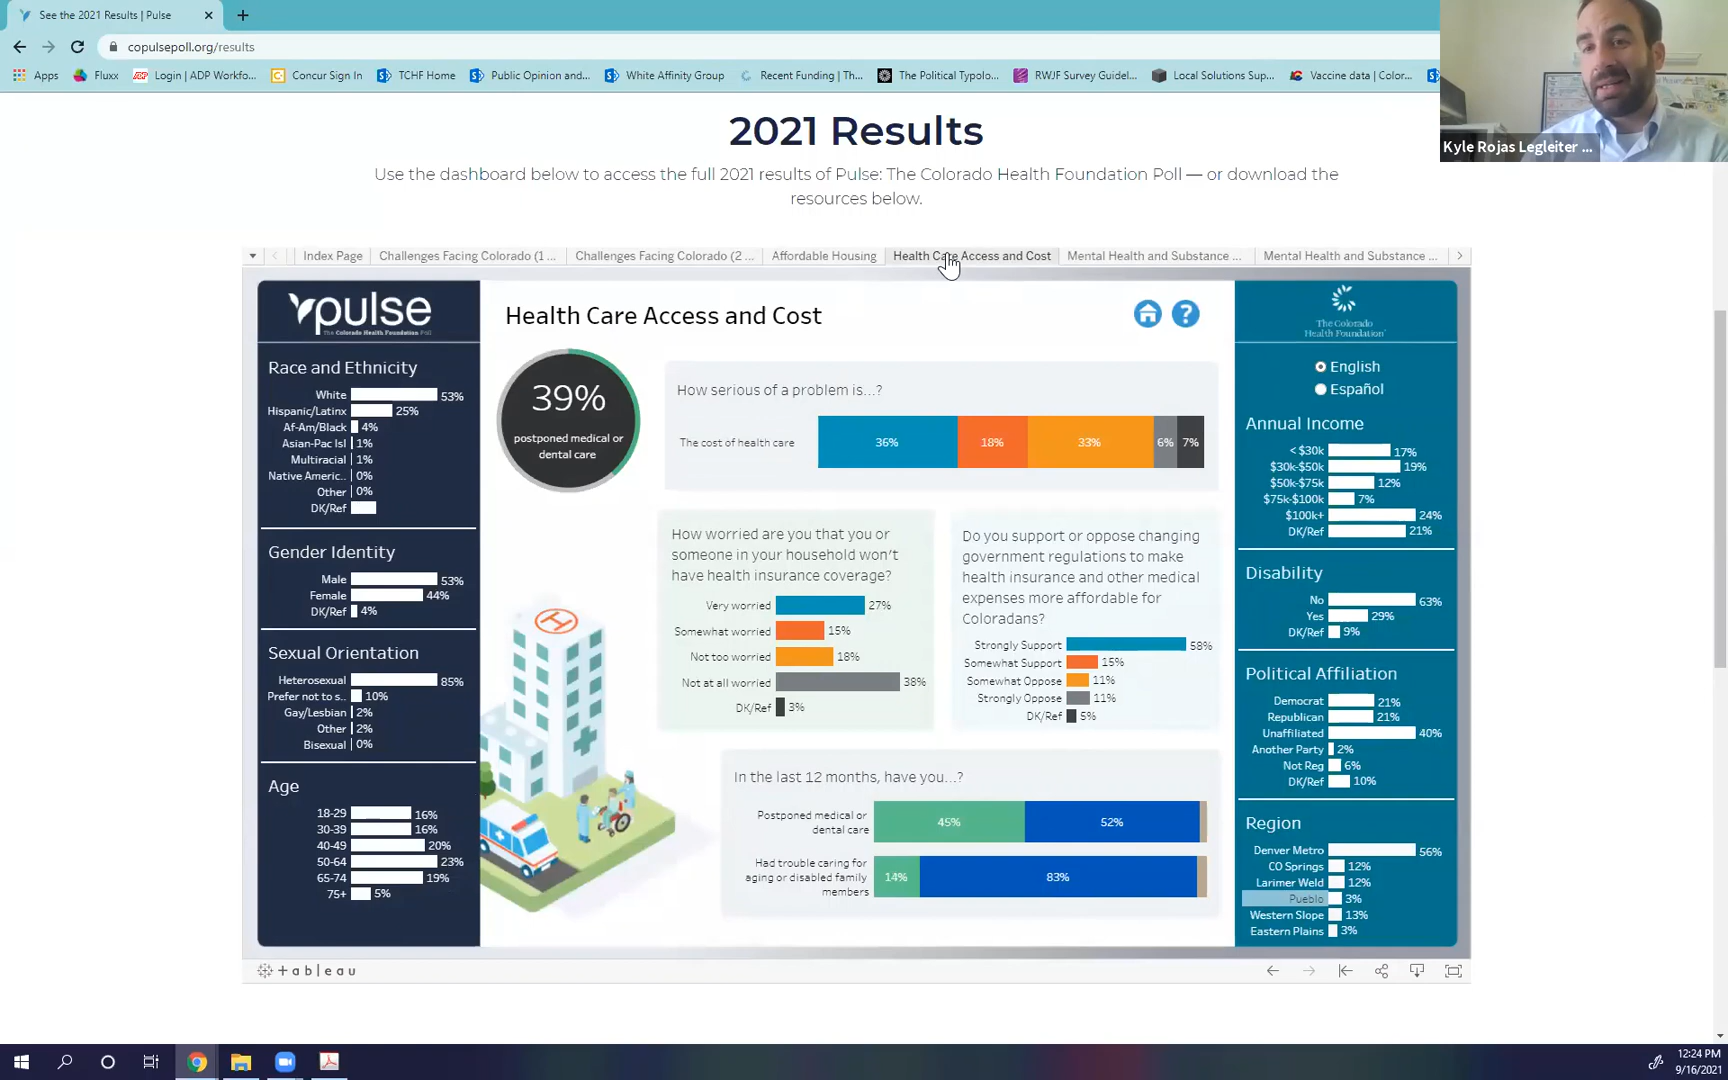 See the 2021 Results | Pulse
copulsepoll.org/results
Apps
Fluxx
Login | ADP Workfo...
Concur Sign In
TCHF Home
Public Opinion and...
White Affinity Group
Recent Funding | Th...
The Political Typolo...
RWJF Survey Guidel...
Local Solutions Sup...
Vaccine data | Color...
Kyle Rojas Legleiter ...
2021 Results
Use the dashboard below to access the full 2021 results of Pulse: The Colorado Health Foundation Poll — or download the
resources below.
Index Page
Challenges Facing Colorado (1 ...
Challenges Facing Colorado (2 ...
Affordable Housing
Health Care Access and Cost
Mental Health and Substance ...
Mental Health and Substance ...
pulse
The Colorado Health Foundation Poll
Race and Ethnicity
White 53%
Hispanic/Latinx 25%
Af-Am/Black 4%
Asian-Pac Isl 1%
Multiracial 1%
Native Americ.. 0%
Other 0%
DK/Ref
Gender Identity
Male 53%
Female 44%
DK/Ref 4%
Sexual Orientation
Heterosexual 85%
Prefer not to s.. 10%
Gay/Lesbian 2%
Other 2%
Bisexual 0%
Age
18-29 16%
30-39 16%
40-49 20%
50-64 23%
65-74 19%
75+ 5%
Health Care Access and Cost
?
39%
postponed medical or
dental care
How serious of a problem is...?
The cost of health care 36% 18% 33% 6% 7%
How worried are you that you or
someone in your household won't
have health insurance coverage?
Very worried 27%
Somewhat worried 15%
Not too worried 18%
Not at all worried 38%
DK/Ref 3%
Do you support or oppose changing
government regulations to make
health insurance and other medical
expenses more affordable for
Coloradans?
Strongly Support 58%
Somewhat Support 15%
Somewhat Oppose 11%
Strongly Oppose 11%
DK/Ref 5%
H
In the last 12 months, have you...?
Postponed medical or
dental care
45% 52%
Had trouble caring for
aging or disabled family
members
14% 83%
The Colorado
Health Foundation
English
Español
Annual Income
< $30k 17%
$30k-$50k 19%
$50k-$75k 12%
$75k-$100k 7%
$100k+ 24%
DK/Ref 21%
Disability
No 63%
Yes 29%
DK/Ref 9%
Political Affiliation
Democrat 21%
Republican 21%
Unaffiliated 40%
Another Party 2%
Not Reg 6%
DK/Ref 10%
Region
Denver Metro 56%
CO Springs 12%
Larimer Weld 12%
Pueblo 3%
Western Slope 13%
Eastern Plains 3%
+ableau
12:24 PM
9/16/2021